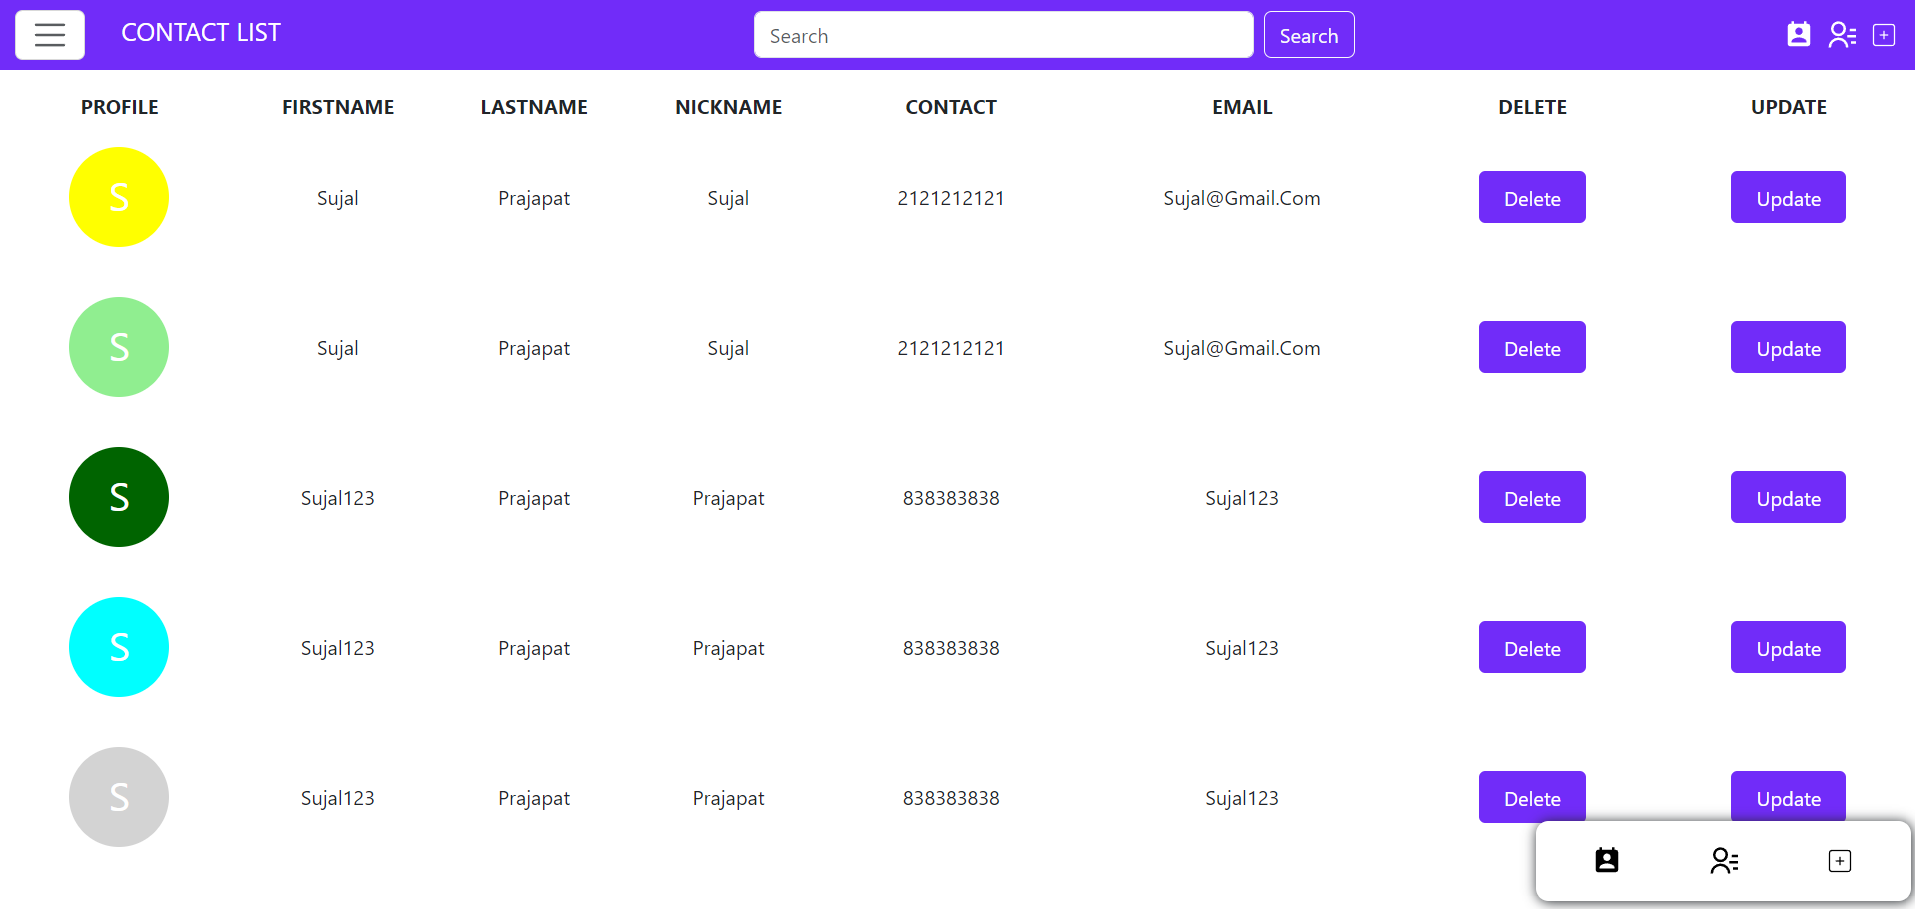 CONTACT LIST Search Search
PROFILE FIRSTNAME LASTNAME NICKNAME CONTACT EMAIL DELETE UPDATE
S Sujal Prajapat Sujal 2121212121 Sujal@Gmail.Com Delete Update
S Sujal Prajapat Sujal 2121212121 Sujal@Gmail.Com Delete Update
S Sujal123 Prajapat Prajapat 838383838 Sujal123 Delete Update
S Sujal123 Prajapat Prajapat 838383838 Sujal123 Delete Update
S Sujal123 Prajapat Prajapat 838383838 Sujal123 Delete Update